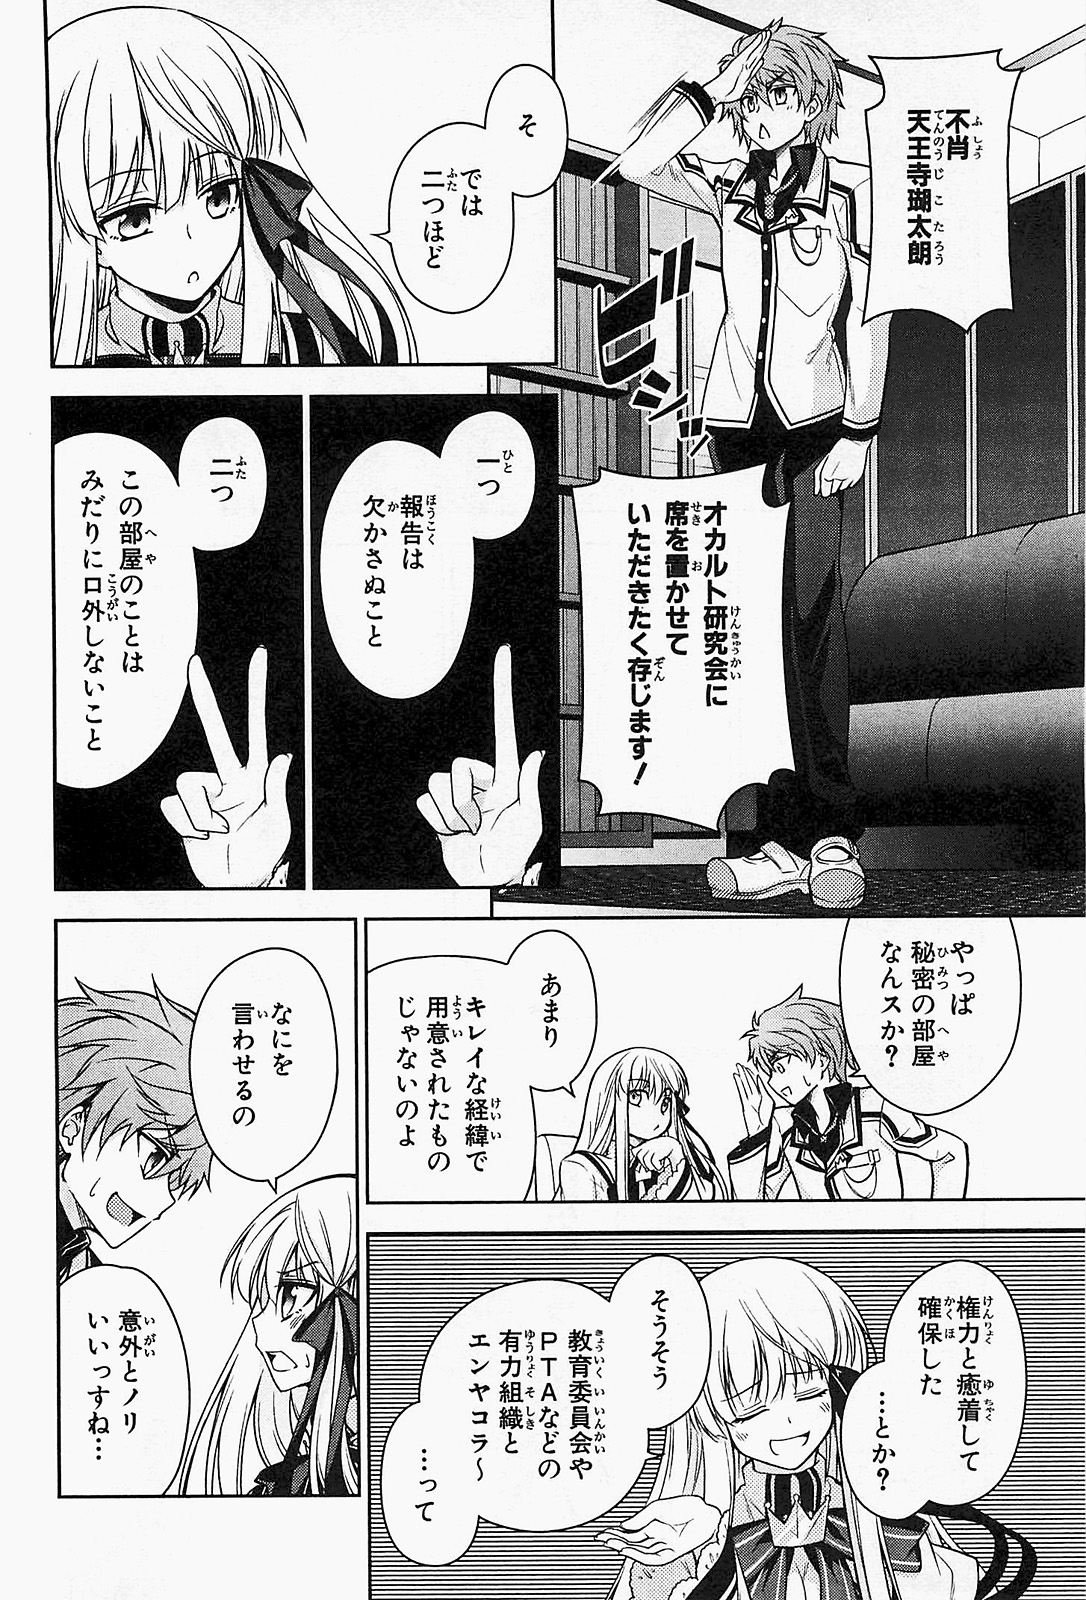 不肖
天王寺瑚太朗
ビシッ
オカルト研究会に
席を置かせて
いただきたく存じます！
そ
では
二つほど
一つ
報告は
欠かさぬこと
二つ
この部屋のことは
みだりに口外しないこと
やっぱ
秘密の部屋
なんスか？
あまり
キレイな経緯で
用意されたもの
じゃないのよ
権力と癒着して
確保した
…とか？
そうそう
教育委員会や
PTAなどの
有力組織と
エンヤコラ～
…って
なにを
言わせるの
意外とノリ
いいっすね…